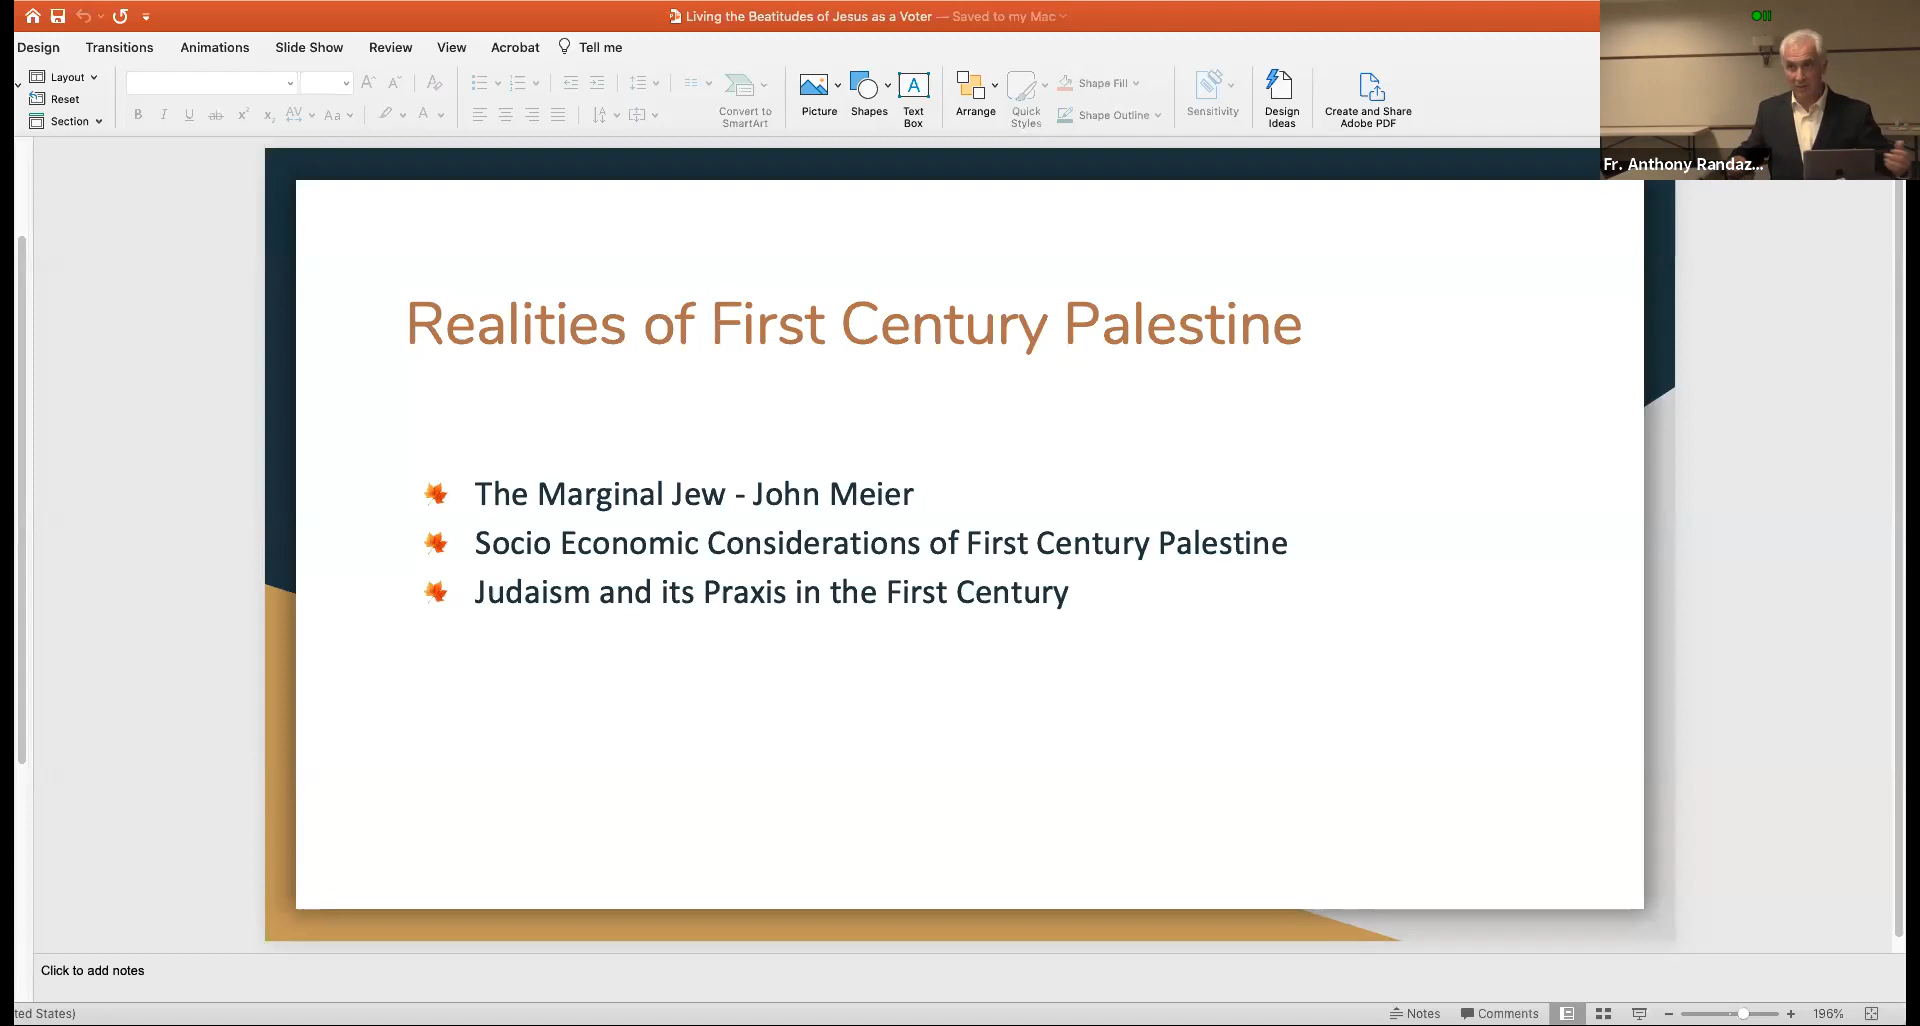 Living the Beatitudes of Jesus as a Voter — Saved to my Mac
Design Transitions Animations Slide Show Review View Acrobat Tell me
Layout
Reset
Section
Convert to SmartArt
Picture
Shapes
Text Box
Arrange
Quick Styles
Shape Fill
Shape Outline
Sensitivity
Design Ideas
Create and Share Adobe PDF
Fr. Anthony Randaz...
Realities of First Century Palestine
The Marginal Jew - John Meier
Socio Economic Considerations of First Century Palestine
Judaism and its Praxis in the First Century
Click to add notes
ted States)
Notes Comments 196%